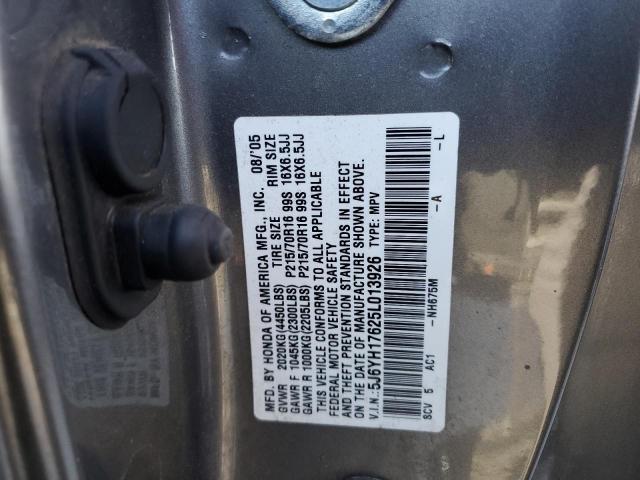 MFD. BY HONDA OF AMERICA MFG., INC. 08/'05
TIRE SIZE RIM SIZE
GVWR 2020KG(4450LBS) P215/70R16 99S 16X6.5JJ
GAWR F 1045KG(2300LBS) P215/70R16 99S 16X6.5JJ
GAWR R 1000KG(2205LBS)
THIS VEHICLE CONFORMS TO ALL APPLICABLE
FEDERAL MOTOR VEHICLE SAFETY
AND THEFT PREVENTION STANDARDS IN EFFECT
ON THE DATE OF MANUFACTURE SHOWN ABOVE.
V.I.N.:5J6YH17625L013926 TYPE: MPV
SCV 5 AC1 -NH675M -A -L